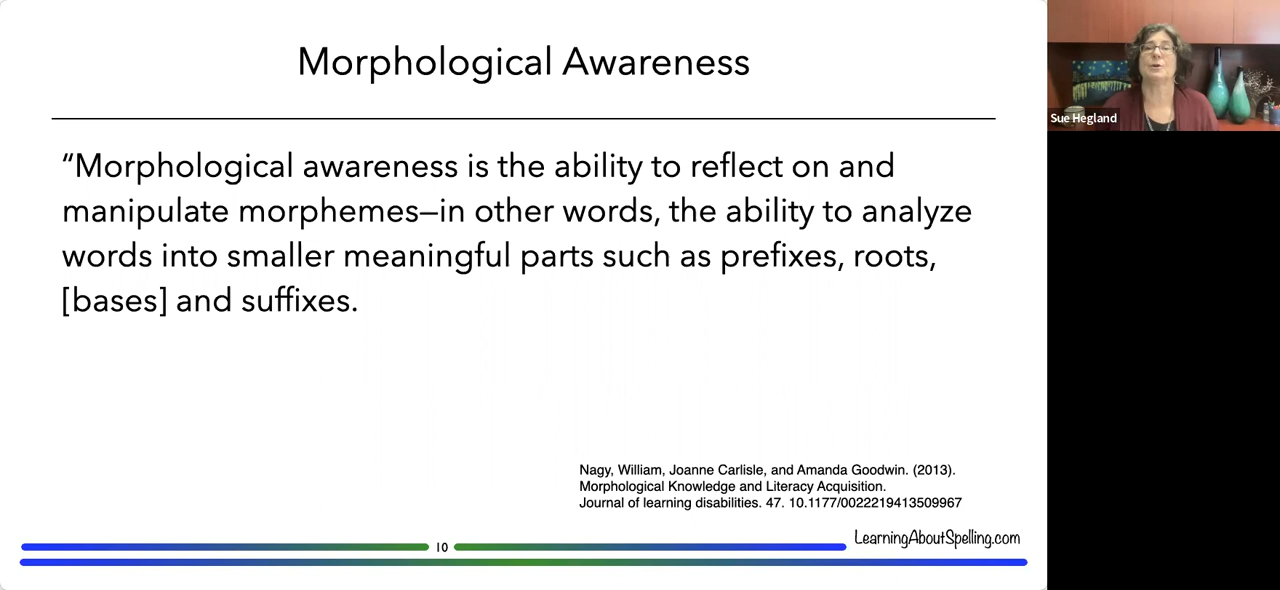 Morphological Awareness
“Morphological awareness is the ability to reflect on and
manipulate morphemes—in other words, the ability to analyze
words into smaller meaningful parts such as prefixes, roots,
[bases] and suffixes.
Nagy, William, Joanne Carlisle, and Amanda Goodwin. (2013).
Morphological Knowledge and Literacy Acquisition.
Journal of learning disabilities. 47. 10.1177/0022219413509967
LearningAboutSpelling.com
10
Sue Hegland